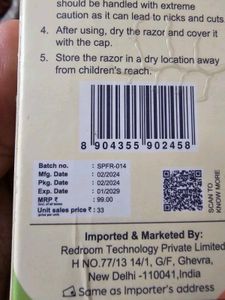 should be handled with extreme
caution as it can lead to nicks and cuts
4. After use, dry the razor and cover it
with the cap.
5. Store the razor in a dry location away
from children's reach.
8 904355 902458
Batch no. : SPFR-014
Mfg. Date : 02/2024
Pkg. Date : 02/2024
Expiry : 01/2029
MRP ₹ : 99.00
Unit sales price ₹ : 33
SCAN TO
KNOW MORE
Imported & Marketed By:
Redroom Technology Private Limited
H NO.77/13 14/1, G/F, Ghevra,
New Delhi -110041,India
Same as Importer's address